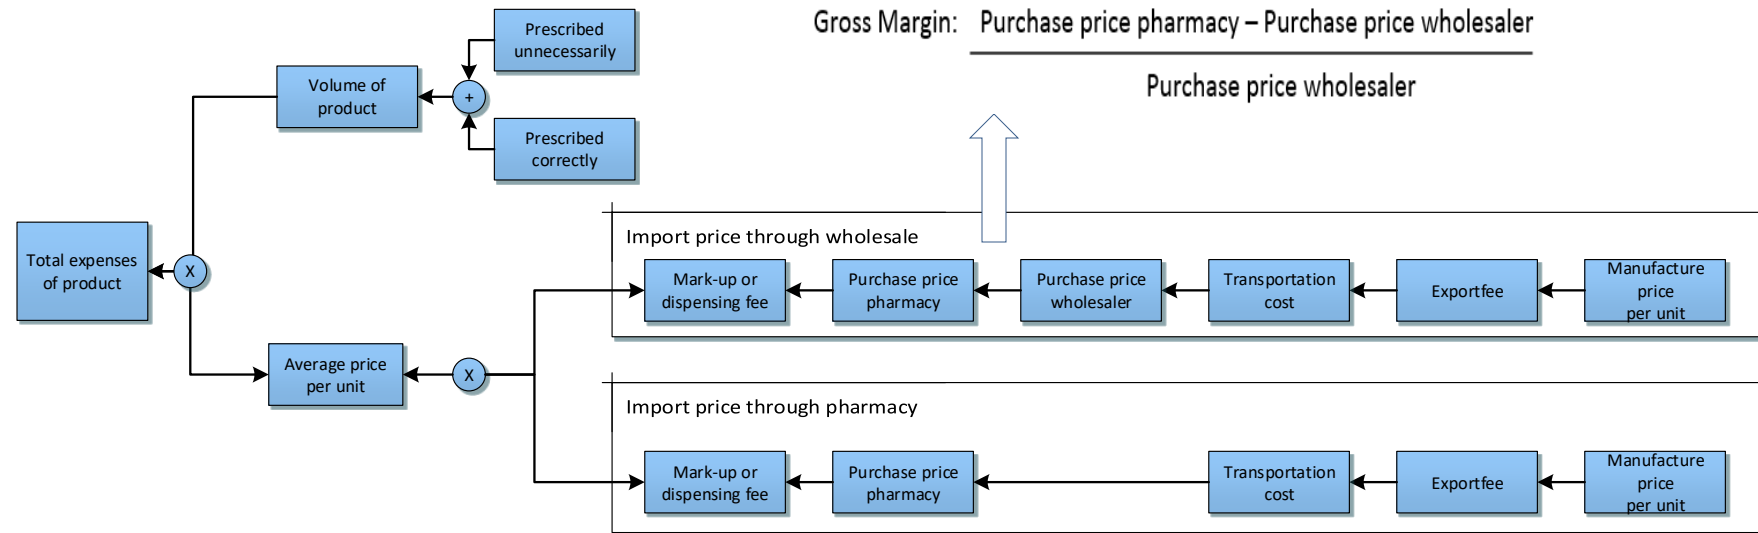 Gross Margin: Purchase price pharmacy – Purchase price wholesaler
Purchase price wholesaler
Prescribed
unnecessarily
Volume of
product
+
Prescribed
correctly
Total expenses
of product
X
Average price
per unit
X
Import price through wholesale
Mark-up or
dispensing fee
Purchase price
pharmacy
Purchase price
wholesaler
Transportation
cost
Exportfee
Manufacture
price
per unit
Import price through pharmacy
Mark-up or
dispensing fee
Purchase price
pharmacy
Transportation
cost
Exportfee
Manufacture
price
per unit